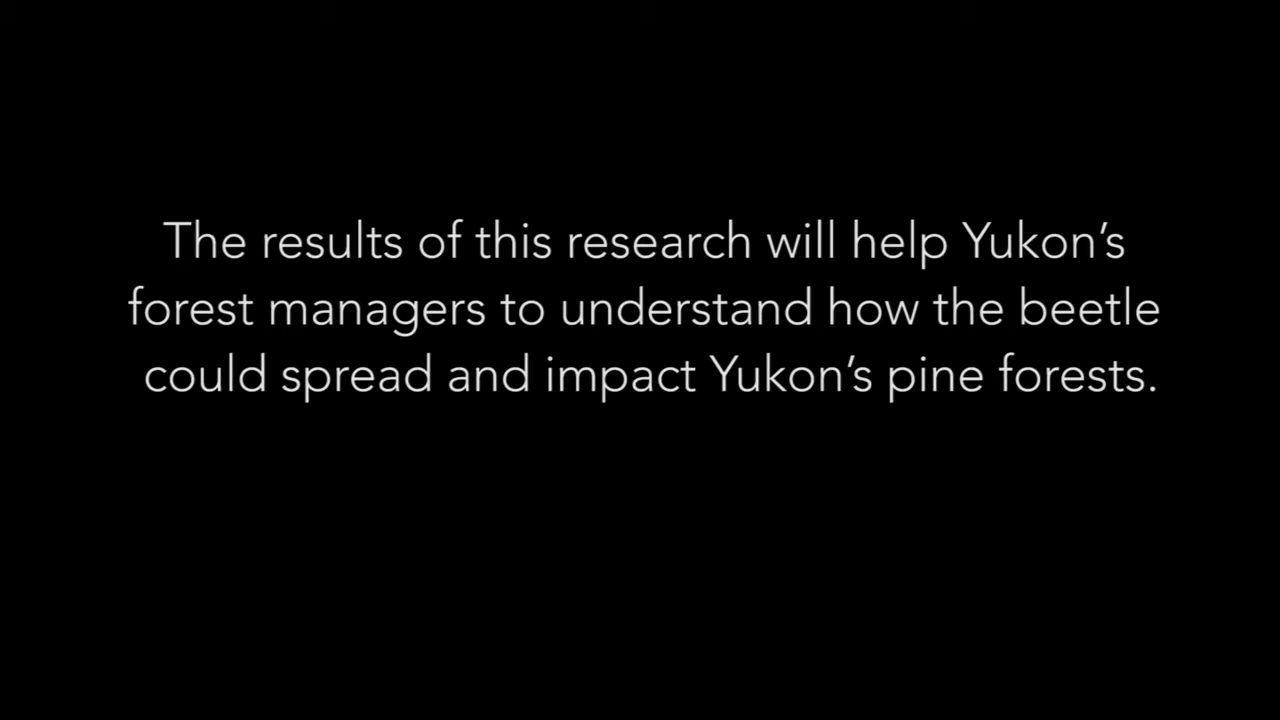 The results of this research will help Yukon’s
forest managers to understand how the beetle
could spread and impact Yukon’s pine forests.